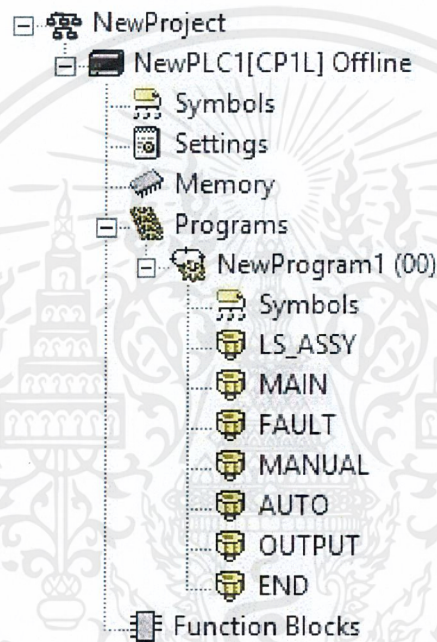 NewProject
NewPLC1[CP1L] Offline
Symbols
Settings
Memory
Programs
NewProgram1 (00)
Symbols
LS_ASSY
MAIN
FAULT
MANUAL
AUTO
OUTPUT
END
Function Blocks